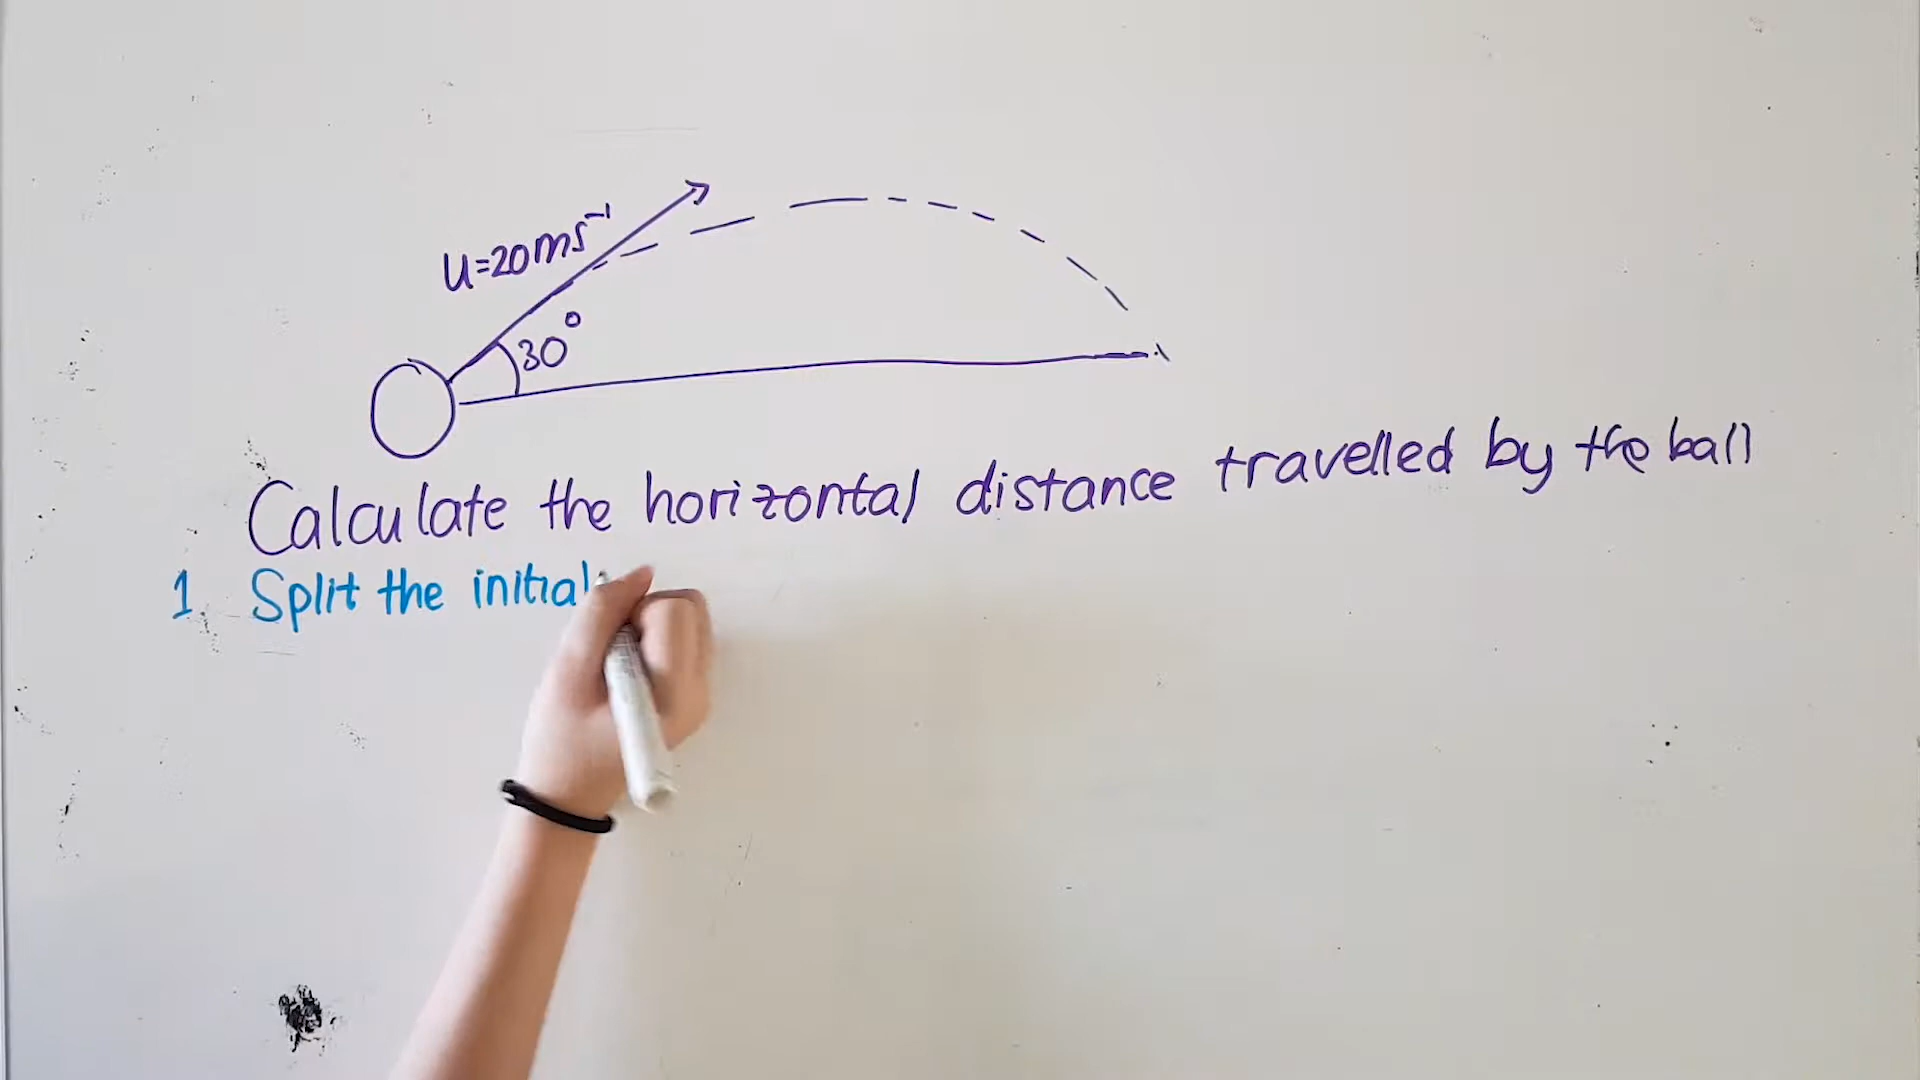 u=20ms⁻¹
30°
Calculate the horizontal distance travelled by the ball
1. Split the initial